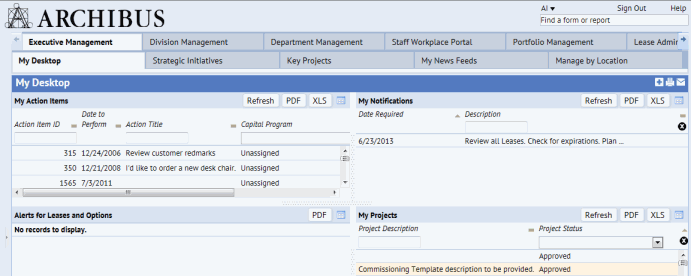 ARCHIBUS
AI ▾ Sign Out Help
Find a form or report
Executive Management Division Management Department Management Staff Workplace Portal Portfolio Management Lease Admin
My Desktop Strategic Initiatives Key Projects My News Feeds Manage by Location
My Desktop
My Action Items Refresh PDF XLS
Action Item ID Date to Perform Action Title Capital Program
315 12/24/2006 Review customer redmarks Unassigned
350 12/21/2008 I'd like to order a new desk chair. Unassigned
1565 7/3/2011 Unassigned
My Notifications Refresh PDF XLS
Date Required Description
6/23/2013 Review all Leases. Check for expirations. Plan ...
Alerts for Leases and Options PDF
No records to display.
My Projects Refresh PDF XLS
Project Description Project Status
Approved
Commissioning Template description to be provided. Approved